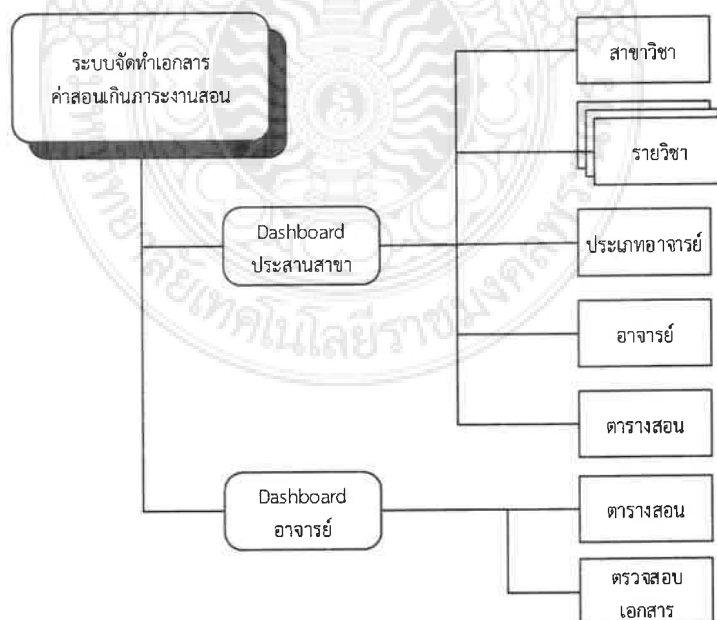 ระบบจัดทำเอกสาร
ค่าสอนเกินภาระงานสอน
สาขาวิชา
รายวิชา
Dashboard
ประสานสาขา
ประเภทอาจารย์
อาจารย์
ตารางสอน
Dashboard
อาจารย์
ตารางสอน
ตรวจสอบ
เอกสาร